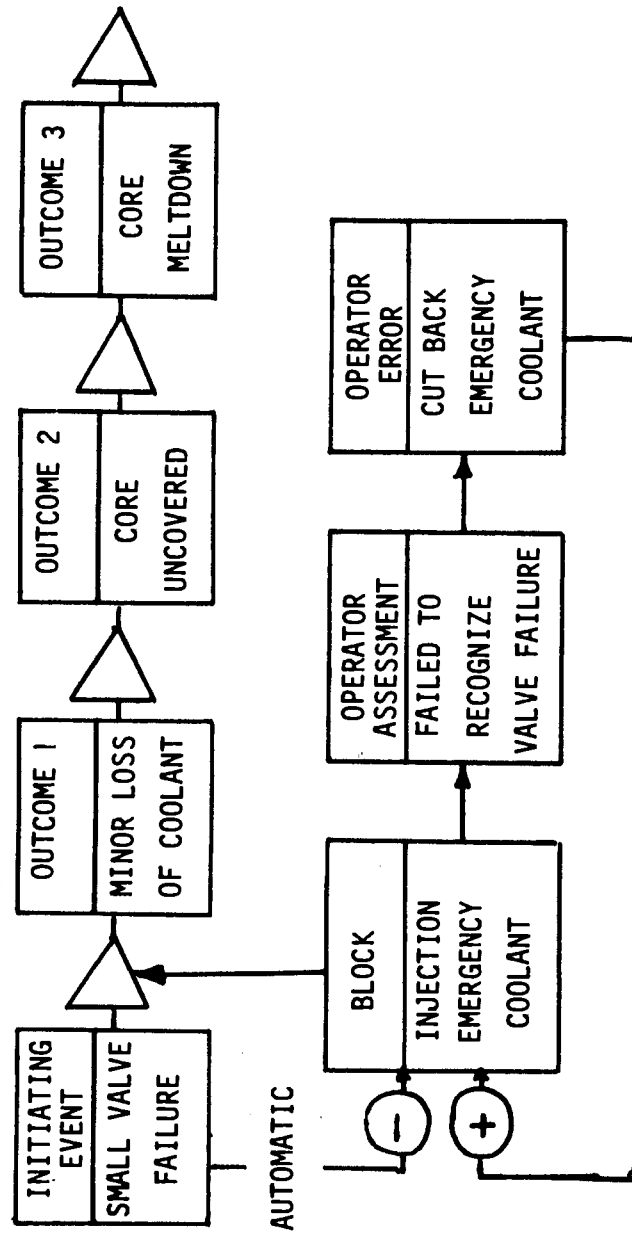 INITIATING
EVENT
SMALL VALVE
FAILURE
OUTCOME 1
MINOR LOSS
OF COOLANT
OUTCOME 2
CORE
UNCOVERED
OUTCOME 3
CORE
MELTDOWN
AUTOMATIC
-
+
BLOCK
INJECTION
EMERGENCY
COOLANT
OPERATOR
ASSESSMENT
FAILED TO
RECOGNIZE
VALVE FAILURE
OPERATOR
ERROR
CUT BACK
EMERGENCY
COOLANT